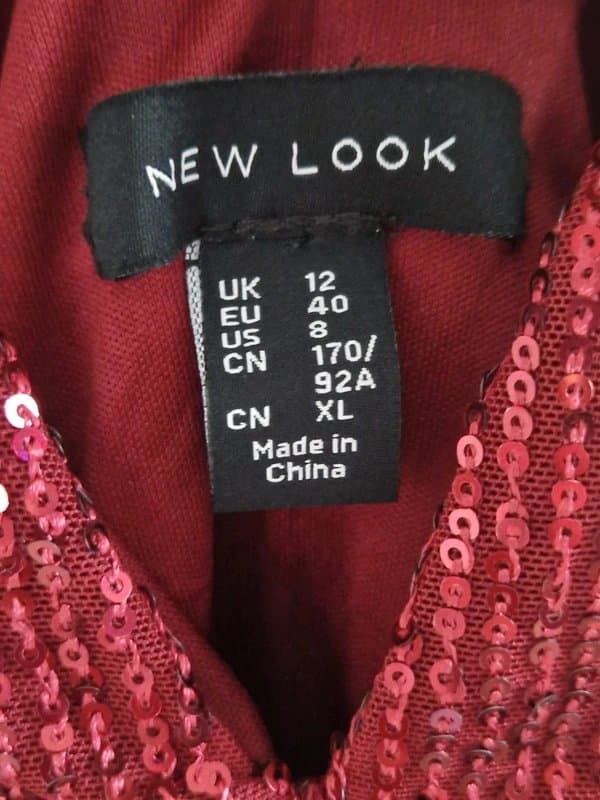 NEW LOOK
UK 12
EU 40
US 8
CN 170/
92A
CN XL
Made in
China